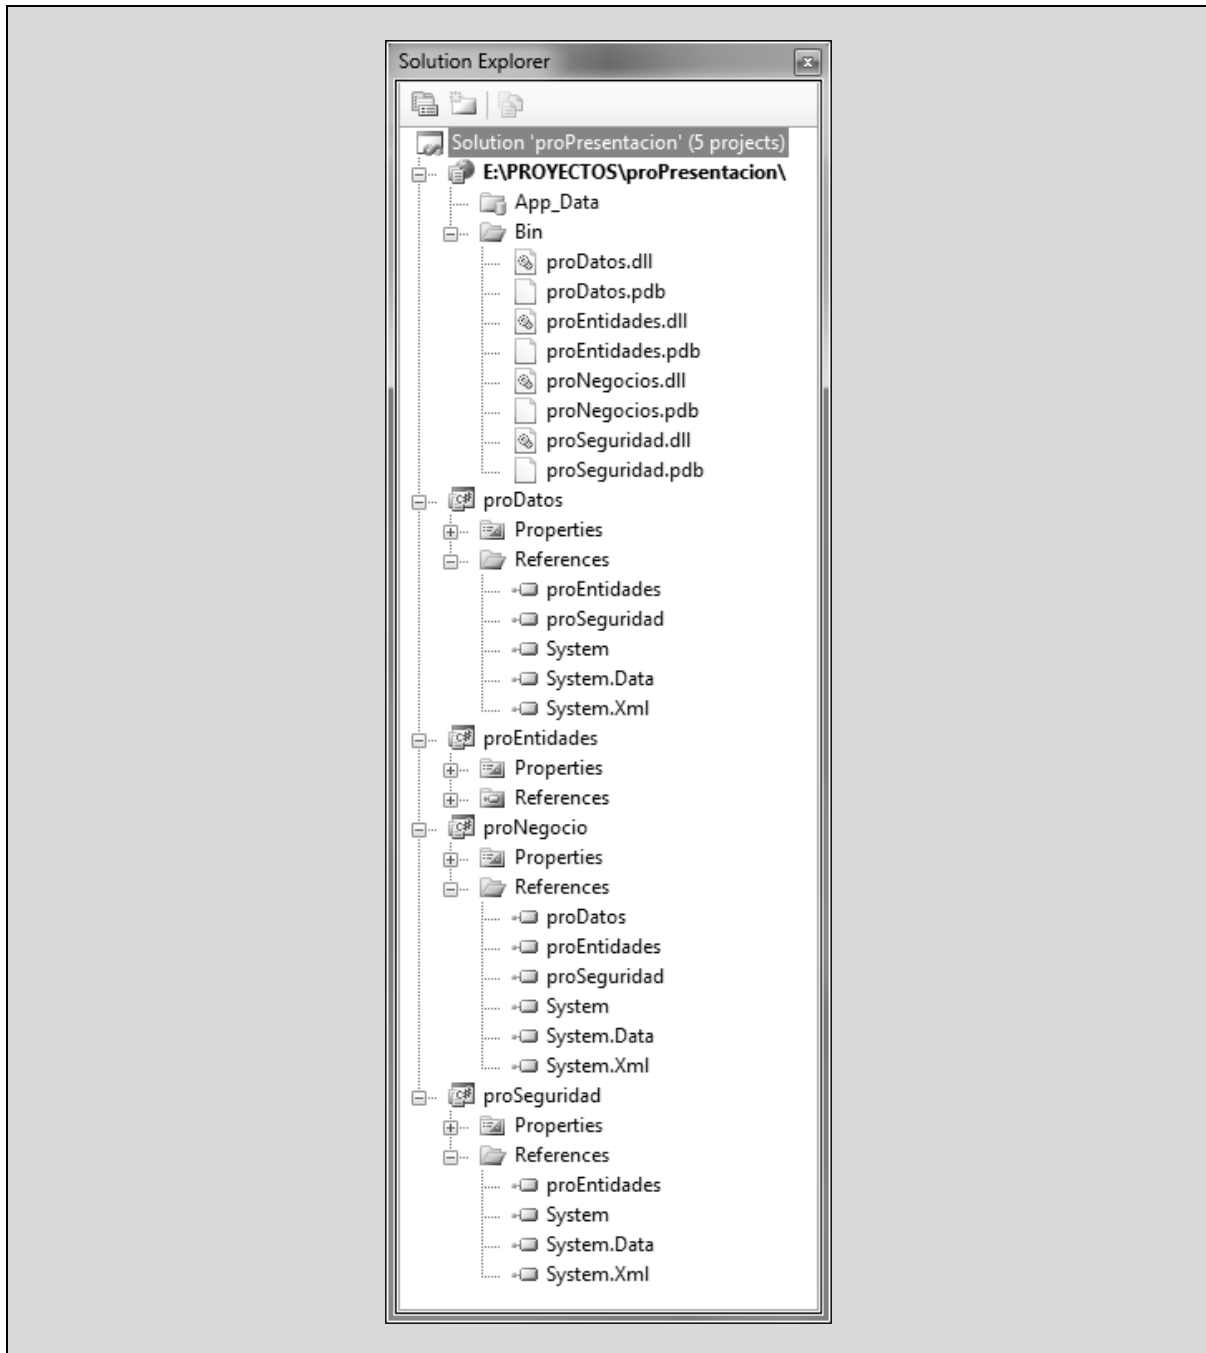 Solution Explorer
Solution 'proPresentacion' (5 projects)
E:\PROYECTOS\proPresentacion\
App_Data
Bin
proDatos.dll
proDatos.pdb
proEntidades.dll
proEntidades.pdb
proNegocios.dll
proNegocios.pdb
proSeguridad.dll
proSeguridad.pdb
proDatos
Properties
References
proEntidades
proSeguridad
System
System.Data
System.Xml
proEntidades
Properties
References
proNegocio
Properties
References
proDatos
proEntidades
proSeguridad
System
System.Data
System.Xml
proSeguridad
Properties
References
proEntidades
System
System.Data
System.Xml